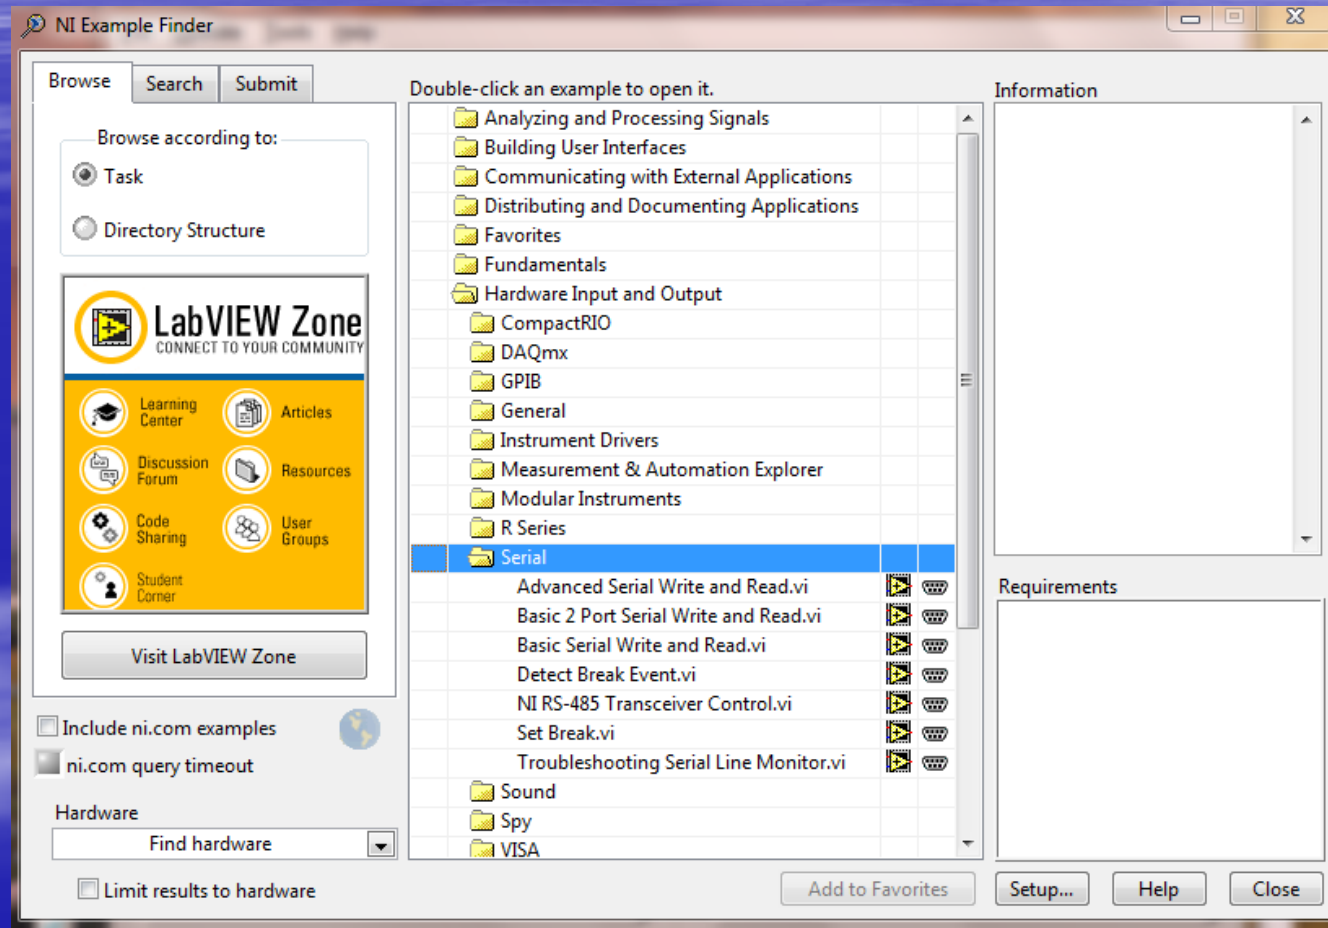 NI Example Finder
Browse
Search
Submit
Browse according to:
Task
Directory Structure
LabVIEW Zone
CONNECT TO YOUR COMMUNITY
Learning Center
Articles
Discussion Forum
Resources
Code Sharing
User Groups
Student Corner
Visit LabVIEW Zone
Include ni.com examples
ni.com query timeout
Hardware
Find hardware
Limit results to hardware
Double-click an example to open it.
Analyzing and Processing Signals
Building User Interfaces
Communicating with External Applications
Distributing and Documenting Applications
Favorites
Fundamentals
Hardware Input and Output
CompactRIO
DAQmx
GPIB
General
Instrument Drivers
Measurement & Automation Explorer
Modular Instruments
R Series
Serial
Advanced Serial Write and Read.vi
Basic 2 Port Serial Write and Read.vi
Basic Serial Write and Read.vi
Detect Break Event.vi
NI RS-485 Transceiver Control.vi
Set Break.vi
Troubleshooting Serial Line Monitor.vi
Sound
Spy
VISA
Information
Requirements
Add to Favorites
Setup...
Help
Close